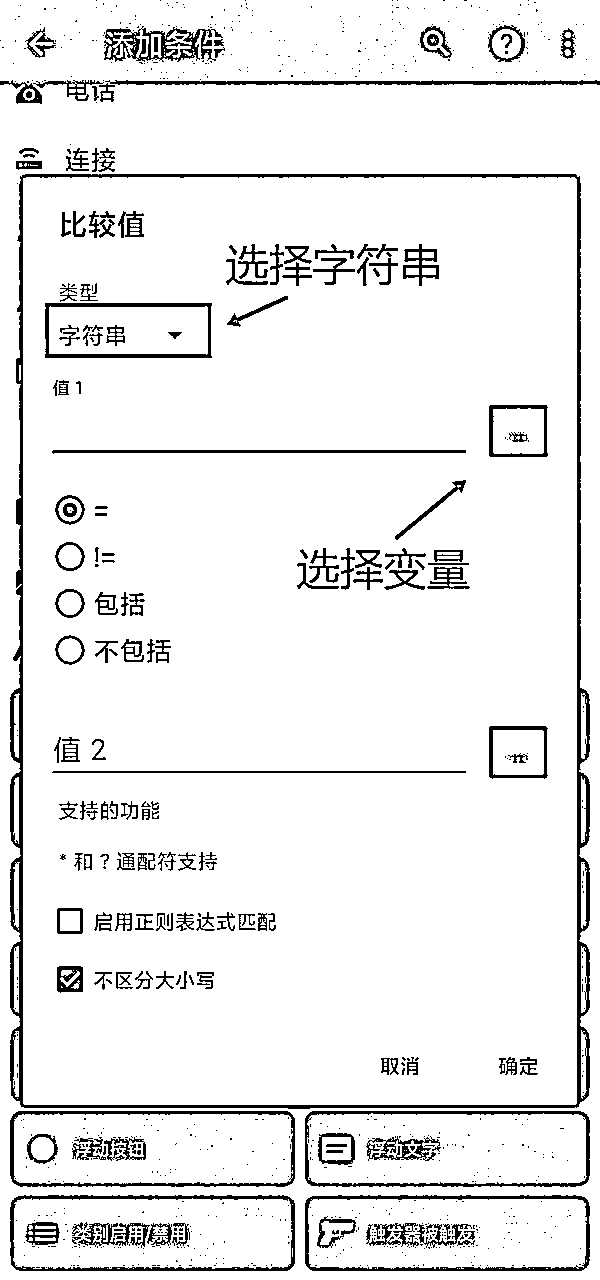 添加条件
电话
连接
比较值
选择字符串
类型
字符串
值 1
=
!=
选择变量
包括
不包括
值 2
支持的功能
* 和 ? 通配符支持
启用正则表达式匹配
不区分大小写
取消
确定
浮动按钮
浮动文字
类别启用/禁用
触发器被触发